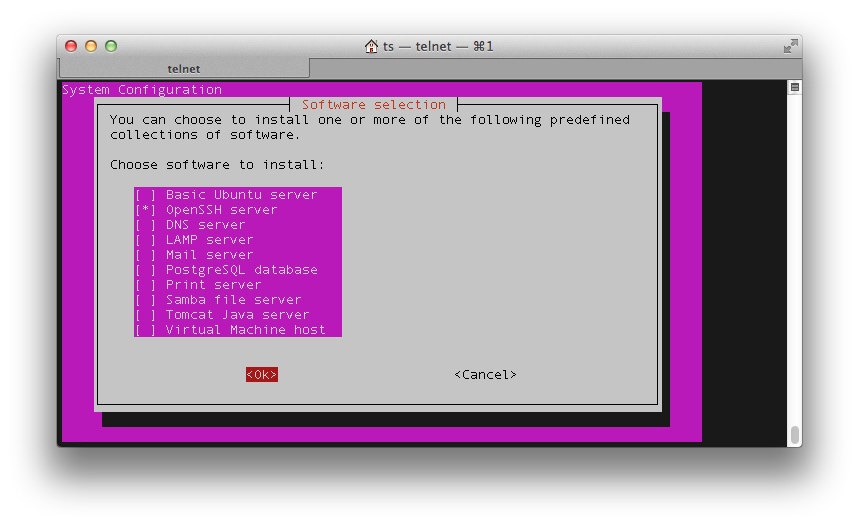 ts — telnet — ⌘1
telnet
System Configuration
Software selection
You can choose to install one or more of the following predefined
collections of software.
Choose software to install:
[ ] Basic Ubuntu server
[*] OpenSSH server
[ ] DNS server
[ ] LAMP server
[ ] Mail server
[ ] PostgreSQL database
[ ] Print server
[ ] Samba file server
[ ] Tomcat Java server
[ ] Virtual Machine host
<Ok> <Cancel>